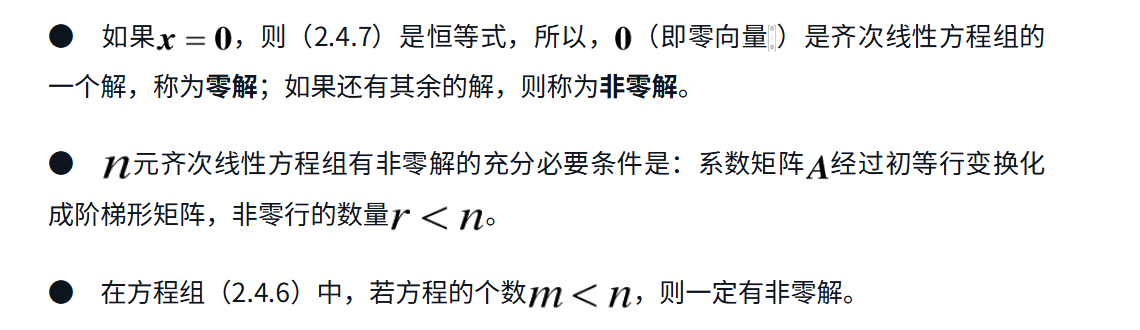 ● 如果x = 0，则（2.4.7）是恒等式，所以，0（即零向量）是齐次线性方程组的
一个解，称为零解；如果还有其余的解，则称为非零解。
● n元齐次线性方程组有非零解的充分必要条件是：系数矩阵A经过初等行变换化
成阶梯形矩阵，非零行的数量r < n。
● 在方程组（2.4.6）中，若方程的个数m < n，则一定有非零解。